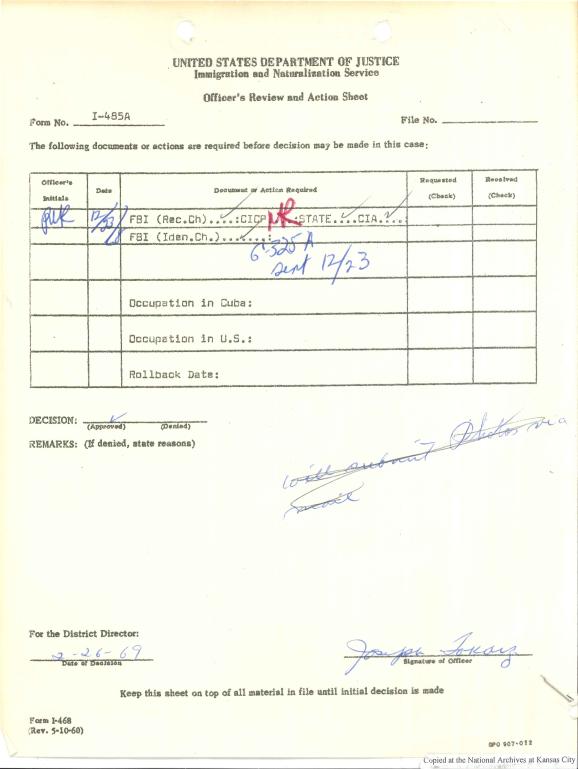 UNITED STATES DEPARTMENT OF JUSTICE
Immigration and Naturalization Service
Officer's Review and Action Sheet
Form No. I-485A
File No.
The following documents or actions are required before decision may be made in this case:
Officer's Initials
Date
Document or Action Required
Requested (Check)
Received (Check)
12/23/68
FBI (Rec.Ch)....:CICP NR :STATE....CIA....
FBI (Iden.Ch.).......:
G-325A
sent 12/23
Occupation in Cuba:
Occupation in U.S.:
Rollback Date:
DECISION: ✓
(Approved) (Denied)
REMARKS: (If denied, state reasons)
will submit Photos via
mail
For the District Director:
2-26-69
Date of Decision
Joseph
Signature of Officer
Keep this sheet on top of all material in file until initial decision is made
Form I-468
(Rev. 5-10-60)
GPO 907-012
Copied at the National Archives at Kansas City